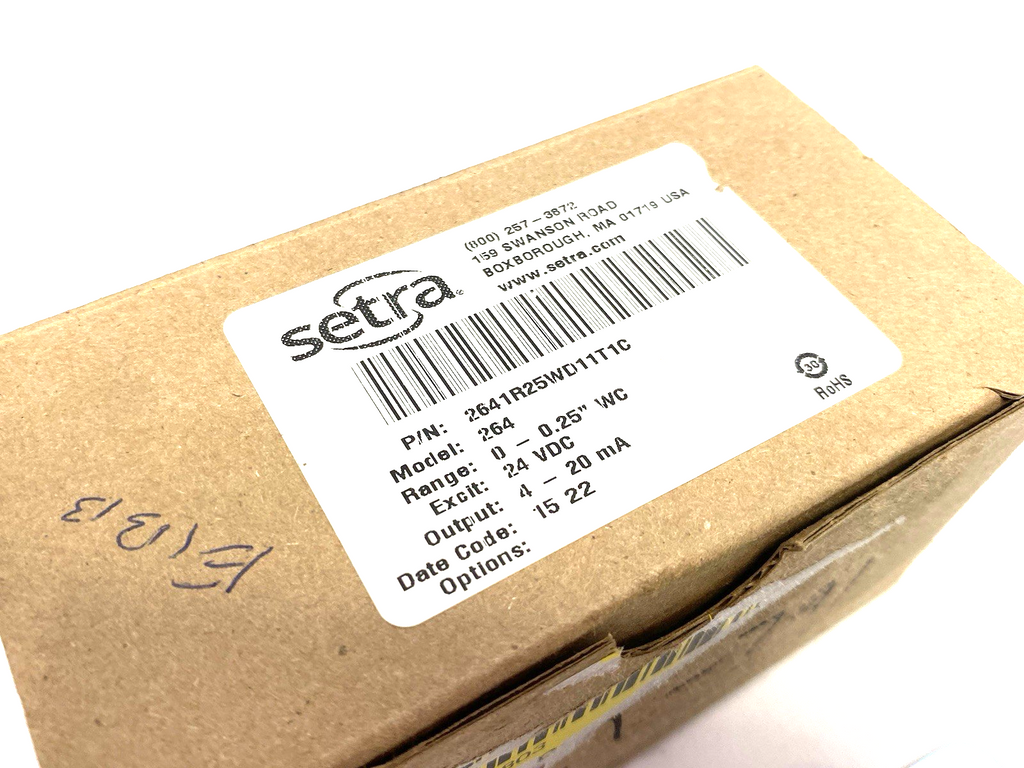 setra
(800) 257-3872
159 SWANSON ROAD
BOXBOROUGH, MA 01719 USA
www.setra.com
P/N: 2641R25WD11T1C
Model: 264
Range: 0 - 0.25" WC
Excit: 24 VDC
Output: 4 - 20 mA
Date Code: 15 22
Options:
30
RoHS